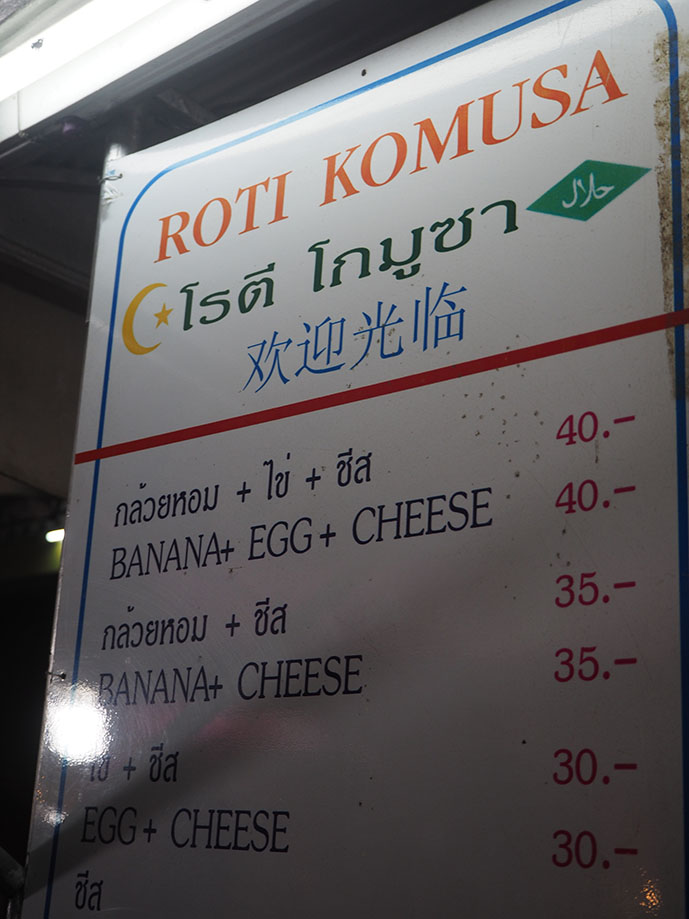 ROTI KOMUSA
حلال
โรตี โกมูซา
欢迎光临
กล้วยหอม + ไข่ + ชีส 40.-
BANANA+ EGG+ CHEESE 40.-
กล้วยหอม + ชีส 35.-
BANANA+ CHEESE 35.-
ไข่ + ชีส 30.-
EGG+ CHEESE 30.-
ชีส